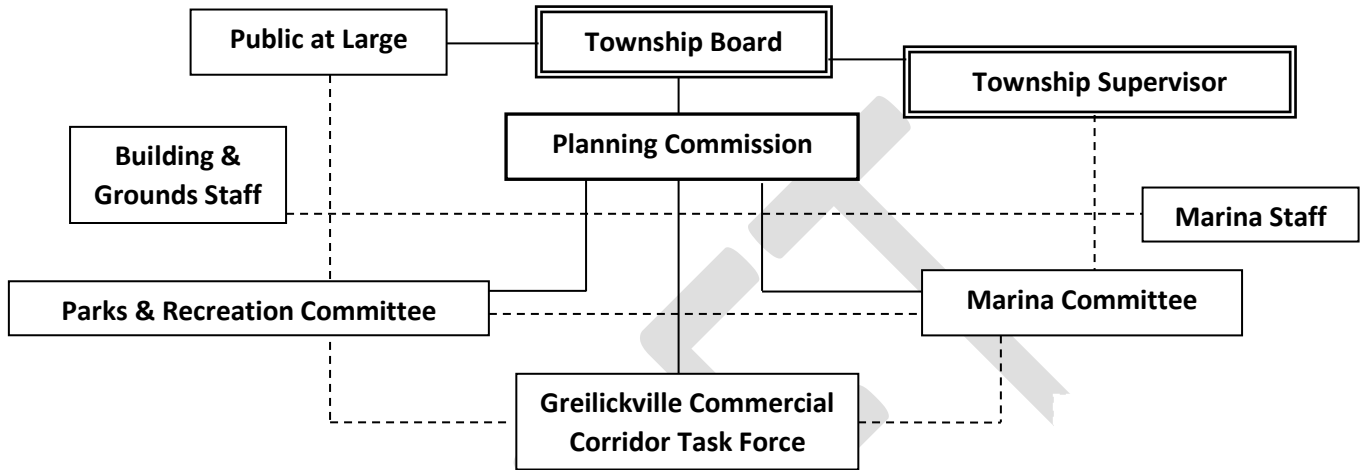 Public at Large
Township Board
Township Supervisor
Planning Commission
Building &
Grounds Staff
Marina Staff
Parks & Recreation Committee
Marina Committee
Greilickville Commercial
Corridor Task Force